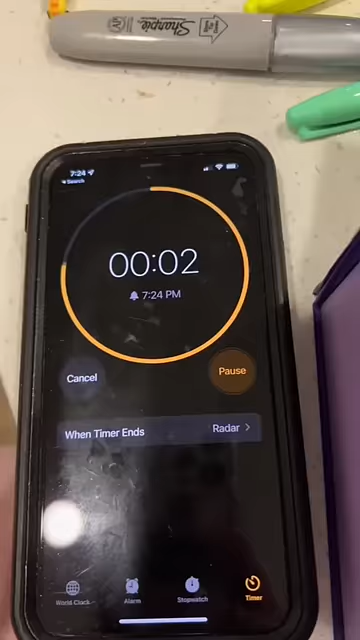 Sharpie
7:24
Search
00:02
7:24 PM
Cancel
Pause
When Timer Ends
Radar
World Clock
Alarm
Stopwatch
Timer